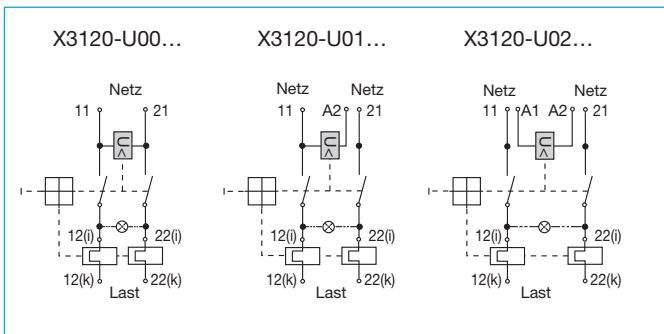 X3120-U00... X3120-U01... X3120-U02...
Netz Netz Netz Netz Netz
11 21 11 A2 21 11 A1 A2 21
U< U< U<
12(i) 22(i) 12(i) 22(i) 12(i) 22(i)
12(k) 22(k) 12(k) 22(k) 12(k) 22(k)
Last Last Last